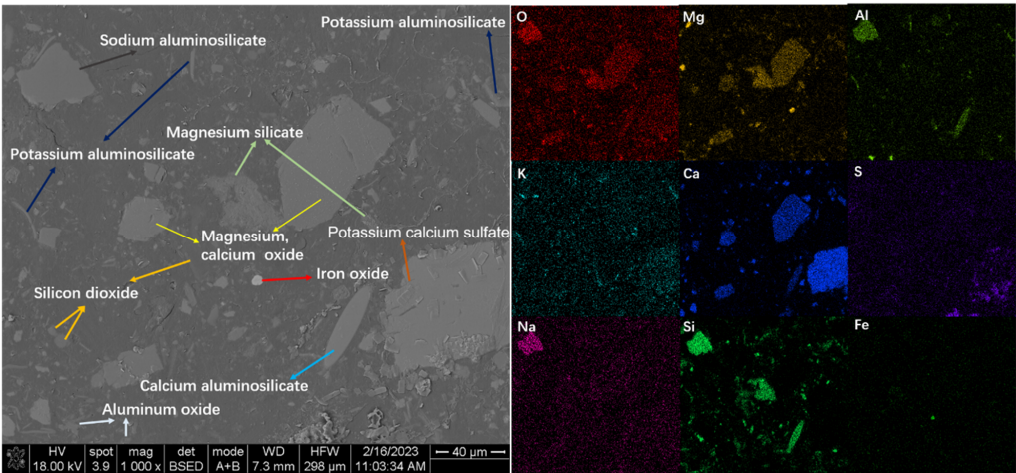 Potassium aluminosilicate
Sodium aluminosilicate
Magnesium silicate
Potassium aluminosilicate
Potassium calcium sulfate
Magnesium,
calcium oxide
Iron oxide
Silicon dioxide
Calcium aluminosilicate
Aluminum oxide
HV spot mag det mode WD HFW 2/16/2023 40 µm
18.00 kV 3.9 1 000 x BSED A+B 7.3 mm 298 µm 11:03:34 AM
O Mg Al
K Ca S
Na Si Fe